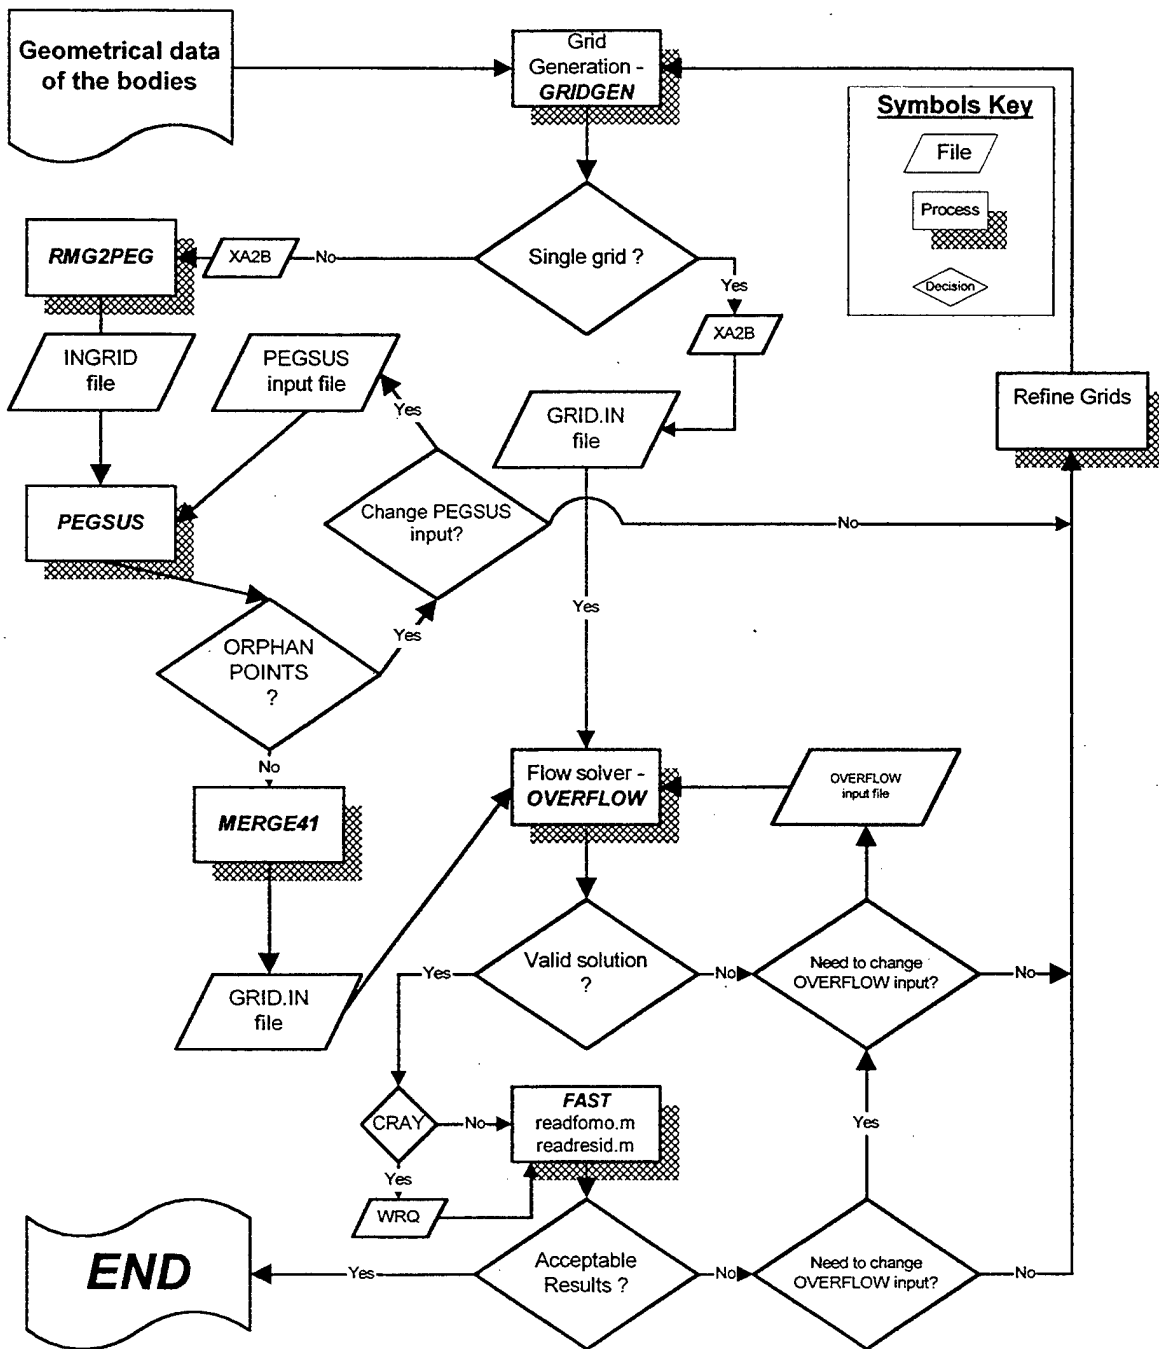 Geometrical data
of the bodies
Grid
Generation -
GRIDGEN
Symbols Key
File
Process
Decision
RMG2PEG
XA2B
No
Single grid ?
Yes
XA2B
INGRID
file
PEGSUS
input file
Yes
GRID.IN
file
Refine Grids
PEGSUS
Change PEGSUS
input?
No
Yes
ORPHAN
POINTS
?
Yes
No
Flow solver -
OVERFLOW
OVERFLOW
input file
MERGE41
GRID.IN
file
Yes
Valid solution
?
No
Need to change
OVERFLOW input?
No
CRAY
No
FAST
readfomo.m
readresid.m
Yes
Yes
WRQ
END
Yes
Acceptable
Results ?
No
Need to change
OVERFLOW input?
No